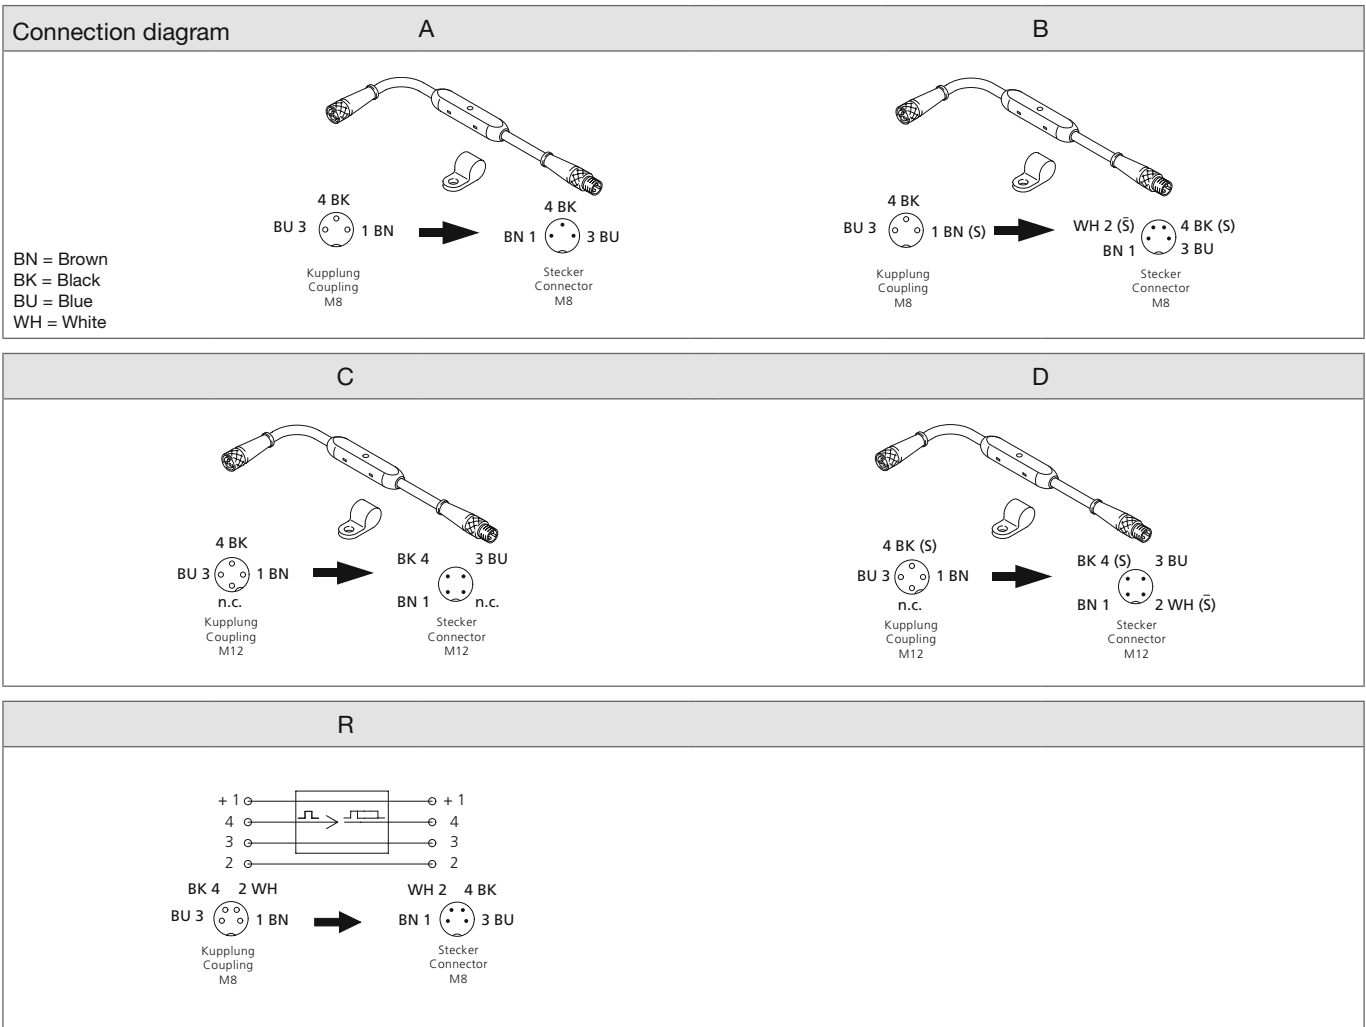 Connection diagram A B
4 BK
BU 3 1 BN
4 BK
BN 1 3 BU
Kupplung
Coupling
M8
Stecker
Connector
M8
4 BK
BU 3 1 BN (S)
WH 2 (S̄) 4 BK (S)
BN 1 3 BU
Kupplung
Coupling
M8
Stecker
Connector
M8
BN = Brown
BK = Black
BU = Blue
WH = White
C D
4 BK
BU 3 1 BN
n.c.
BK 4 3 BU
BN 1 n.c.
Kupplung
Coupling
M12
Stecker
Connector
M12
4 BK (S)
BU 3 1 BN
n.c.
BK 4 (S) 3 BU
BN 1 2 WH (S̄)
Kupplung
Coupling
M12
Stecker
Connector
M12
R
+ 1 + 1
4 4
3 3
2 2
BK 4 2 WH
BU 3 1 BN
WH 2 4 BK
BN 1 3 BU
Kupplung
Coupling
M8
Stecker
Connector
M8